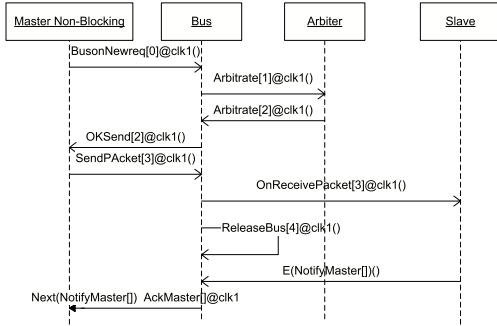 Master Non-Blocking Bus Arbiter Slave
BusonNewreq[0]@clk1()
Arbitrate[1]@clk1()
Arbitrate[2]@clk1()
OKSend[2]@clk1()
SendPAcket[3]@clk1()
OnReceivePacket[3]@clk1()
ReleaseBus[4]@clk1()
E(NotifyMaster[])()
Next(NotifyMaster[]) AckMaster[]@clk1